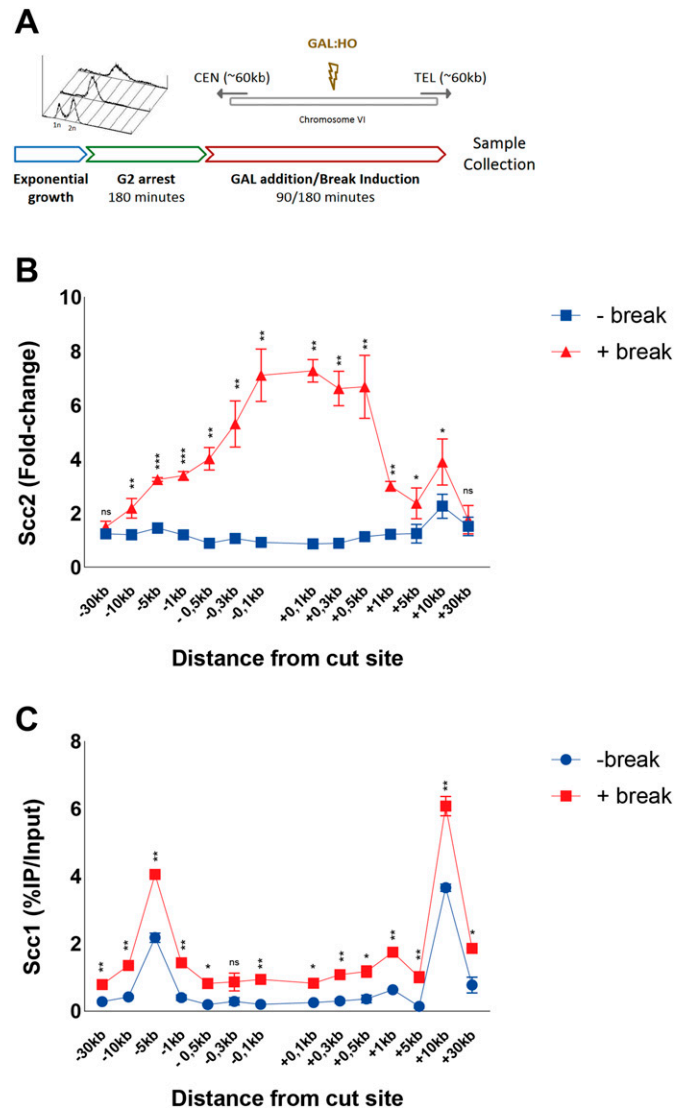 A
GAL:HO
CEN (~60kb)
TEL (~60kb)
Chromosome VI
1n
2n
Exponential
growth
G2 arrest
180 minutes
GAL addition/Break Induction
90/180 minutes
Sample
Collection
B
10
8
6
4
2
0
Scc2 (Fold-change)
ns
**
***
***
**
**
**
**
**
**
**
*
*
ns
- break
+ break
-30kb
-10kb
-5kb
-1kb
- 0,5kb
-0,3kb
-0,1kb
+0,1kb
+0,3kb
+0,5kb
+1kb
+5kb
+10kb
+30kb
Distance from cut site
C
8
6
4
2
0
Scc1 (%IP/Input)
**
**
**
**
*
ns
**
*
**
*
**
**
**
*
-break
+ break
-30kb
-10kb
-5kb
-1kb
- 0,5kb
-0,3kb
-0,1kb
+0,1kb
+0,3kb
+0,5kb
+1kb
+5kb
+10kb
+30kb
Distance from cut site